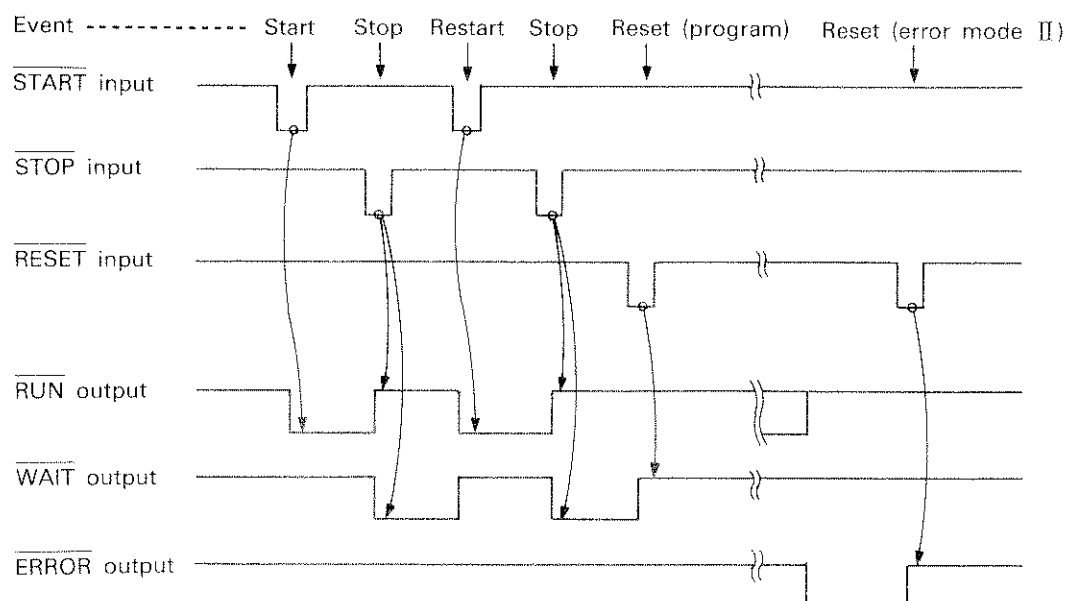 Event Start Stop Restart Stop Reset (program) Reset (error mode II)
START input
STOP input
RESET input
RUN output
WAIT output
ERROR output